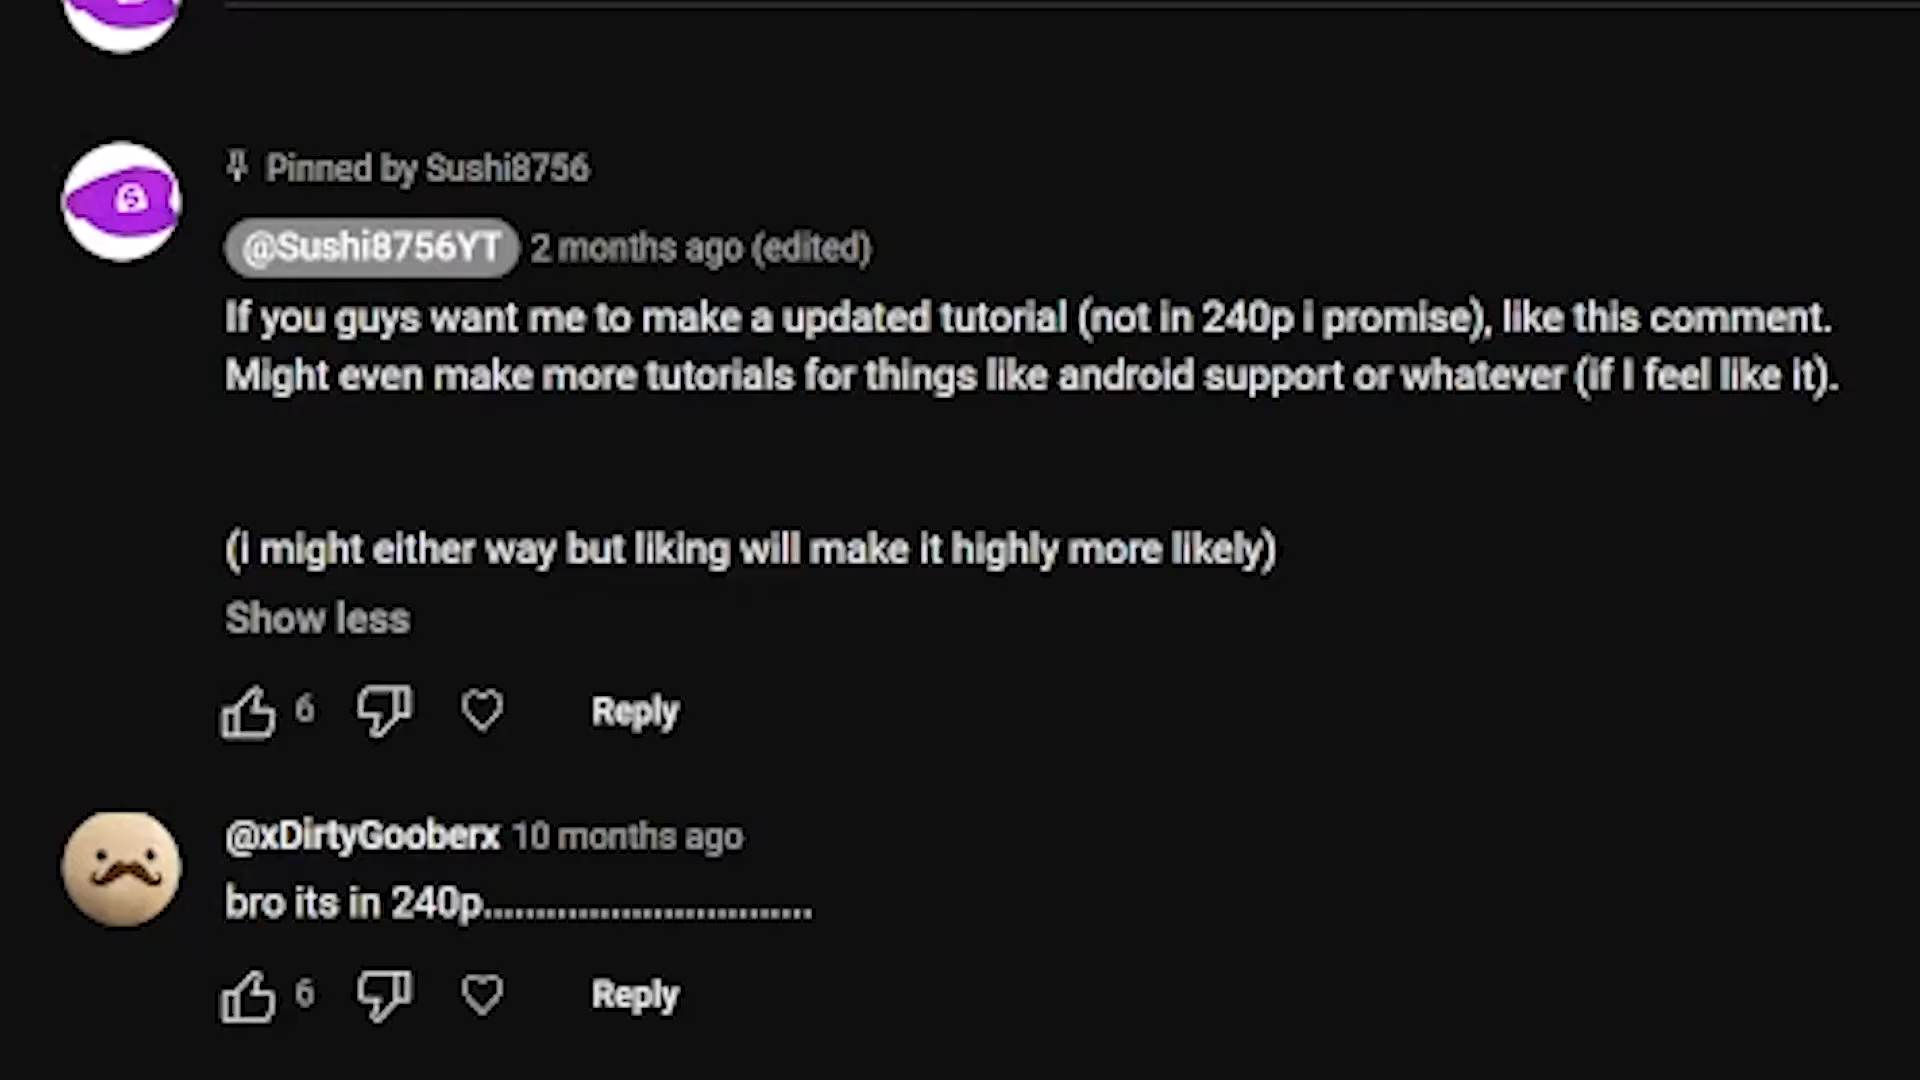 Pinned by Sushi8756
@Sushi8756YT 2 months ago (edited)
If you guys want me to make a updated tutorial (not in 240p i promise), like this comment.
Might even make more tutorials for things like android support or whatever (if I feel like it).
(i might either way but liking will make it highly more likely)
Show less
6 Reply
@xDirtyGooberx 10 months ago
bro its in 240p................................
6 Reply